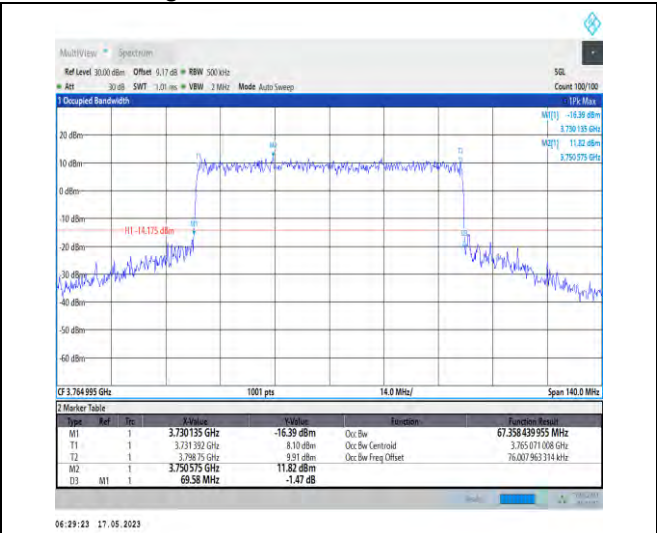 MultiView Spectrum
Ref Level 30.00 dBm Offset 9.17 dB RBW 500 kHz SGL
Att 30 dB SWT 1.01 ms VBW 2 MHz Mode Auto Sweep Count 100/100
1 Occupied Bandwidth 1Pk Max
M1[1] -16.39 dBm
3.730 135 GHz
M2[1] 11.82 dBm
3.750 575 GHz
20 dBm
M2
T1
10 dBm
0 dBm
-10 dBm
H1 -14.175 dBm
M1
-20 dBm
-30 dBm
-40 dBm
-50 dBm
-60 dBm
CF 3.764 995 GHz 1001 pts 14.0 MHz/ Span 140.0 MHz
2 Marker Table
Type Ref Trc X-Value Y-Value Function Function Result
M1 1 3.730 135 GHz -16.39 dBm Occ Bw 67.358 439 955 MHz
T1 1 3.731 392 GHz 8.10 dBm Occ Bw Centroid 3.765 071 008 GHz
T2 1 3.798 75 GHz 9.91 dBm Occ Bw Freq Offset 76.007 963 314 kHz
M2 1 3.750 575 GHz 11.82 dBm
D3 M1 1 69.58 MHz -1.47 dB
06:29:23 17.05.2023